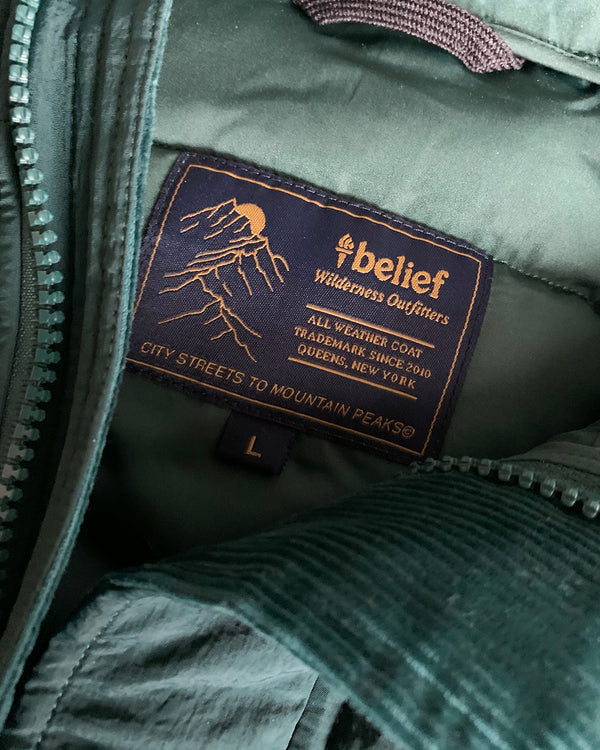 belief
Wilderness Outfitters
ALL WEATHER COAT
TRADEMARK SINCE 2010
QUEENS, NEW YORK
CITY STREETS TO MOUNTAIN PEAKS©
L